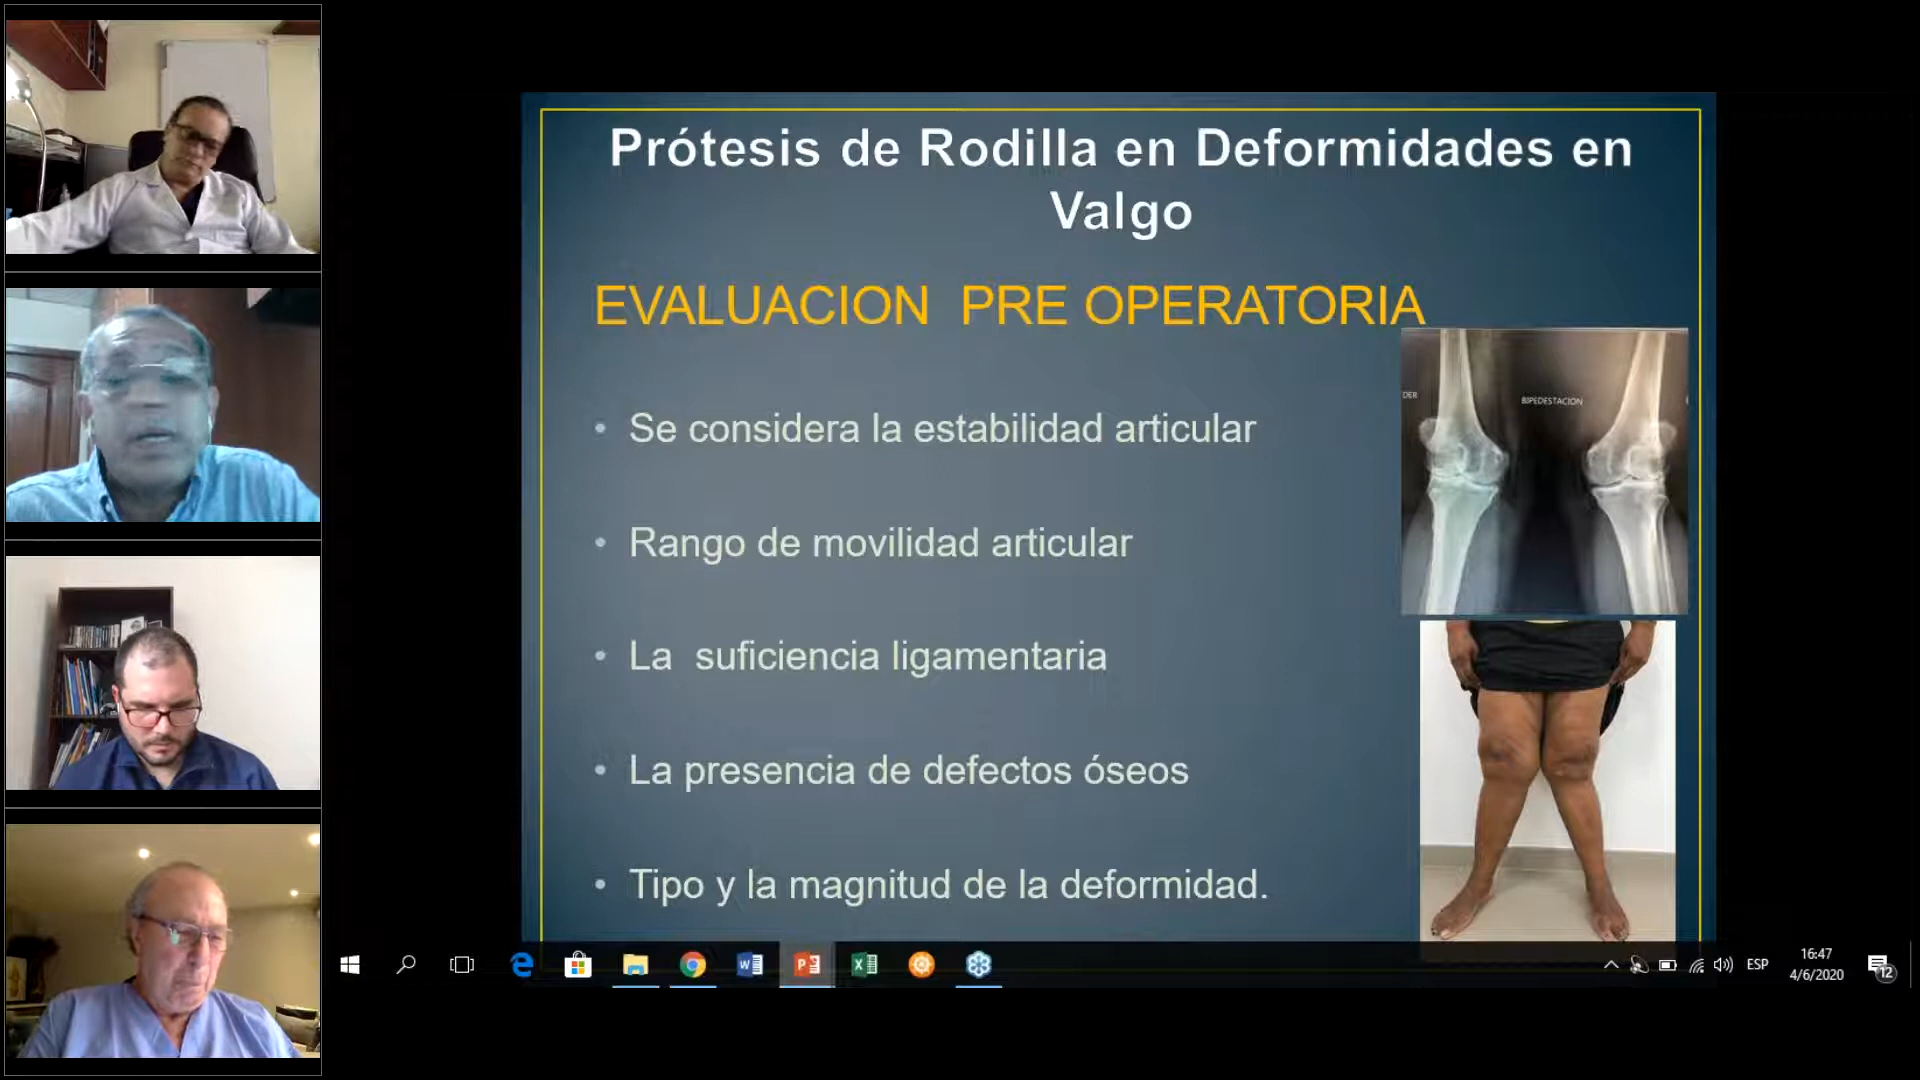 Prótesis de Rodilla en Deformidades en
Valgo
EVALUACION PRE OPERATORIA
DER
BIPEDESTACION
• Se considera la estabilidad articular
• Rango de movilidad articular
• La suficiencia ligamentaria
• La presencia de defectos óseos
• Tipo y la magnitud de la deformidad.
ESP
16:47
4/6/2020
12